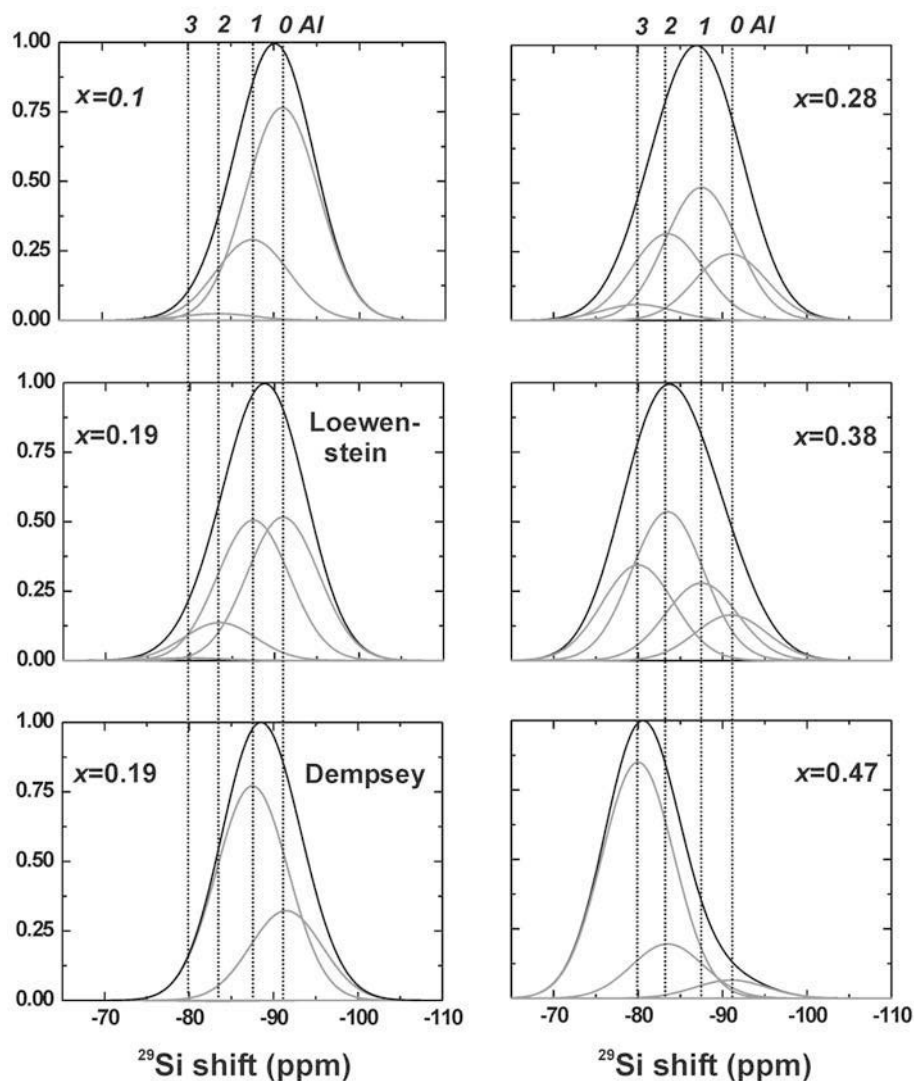 3 2 1 0 Al
3 2 1 0 Al
1.00
0.75
0.50
0.25
0.00
x=0.1
x=0.28
1.00
0.75
0.50
0.25
0.00
x=0.19
Loewen-
stein
x=0.38
1.00
0.75
0.50
0.25
0.00
x=0.19
Dempsey
x=0.47
-70 -80 -90 -100 -110
-70 -80 -90 -100 -110
29Si shift (ppm)
29Si shift (ppm)